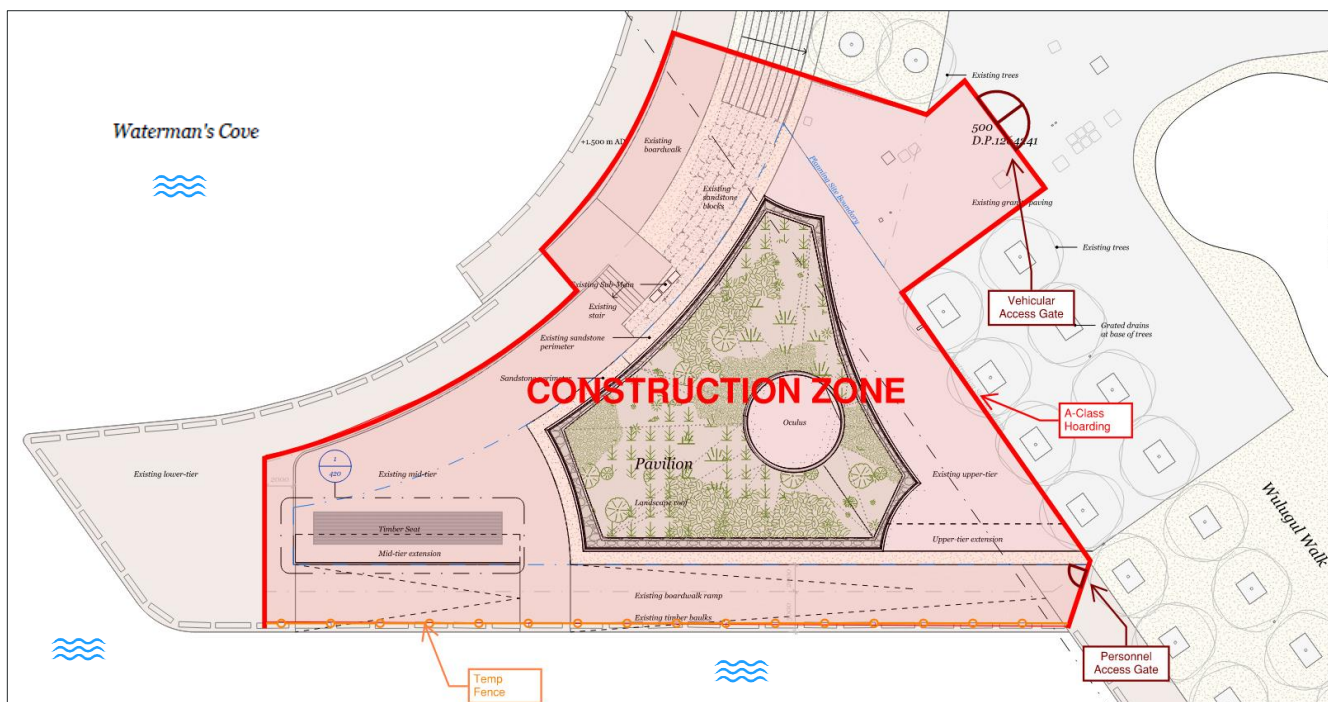 Waterman's Cove
Existing trees
500
D.P.1264241
+1.500 m AD
Existing
boardwalk
Planning Site Boundary
Existing
sandstone
blocks
Existing granite paving
Existing trees
Existing Sub-Main
Existing
stair
Vehicular
Access Gate
Grated drains
at base of trees
Existing sandstone
perimeter
Sandstone perimeter
CONSTRUCTION ZONE
A-Class
Hoarding
Oculus
1
420
Existing lower-tier
Existing mid-tier
Pavilion
Existing upper-tier
2000
Landscape roof
Wulugul Walk
Timber Seat
Mid-tier extension
Upper-tier extension
Existing boardwalk ramp
Existing timber baulks
Temp
Fence
Personnel
Access Gate